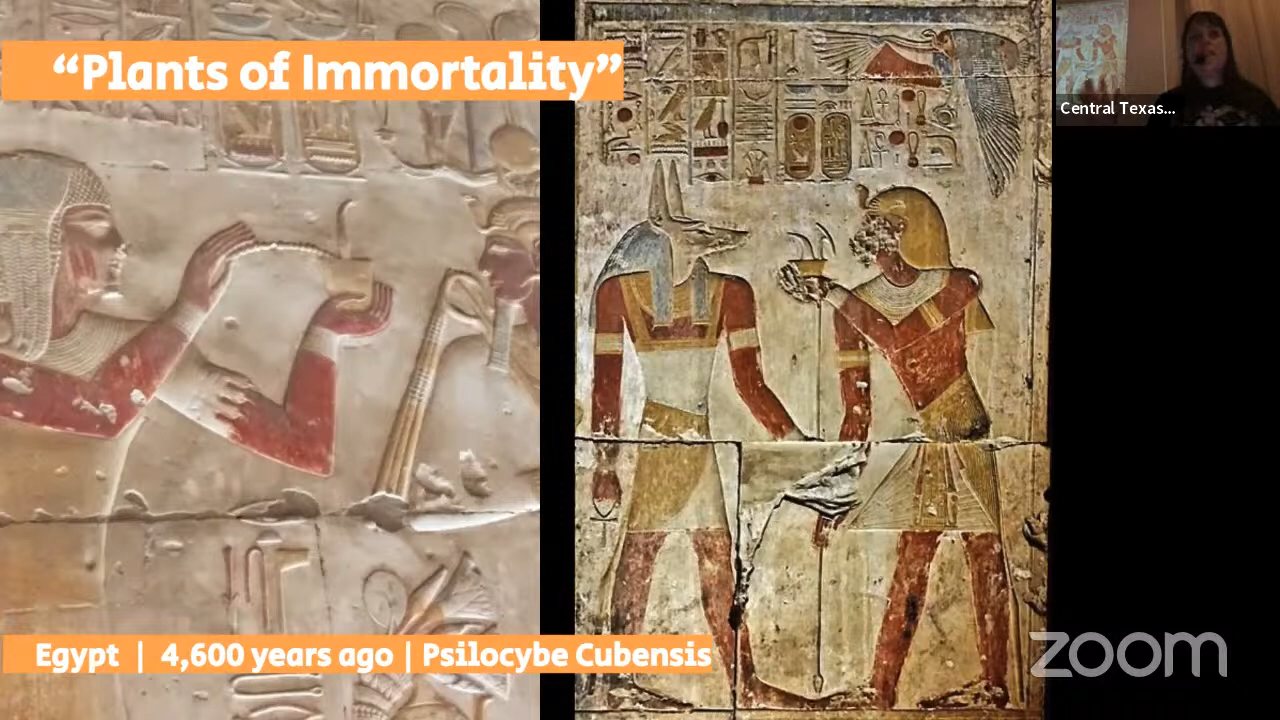 “Plants of Immortality”
Central Texas...
Egypt | 4,600 years ago | Psilocybe Cubensis
zoom